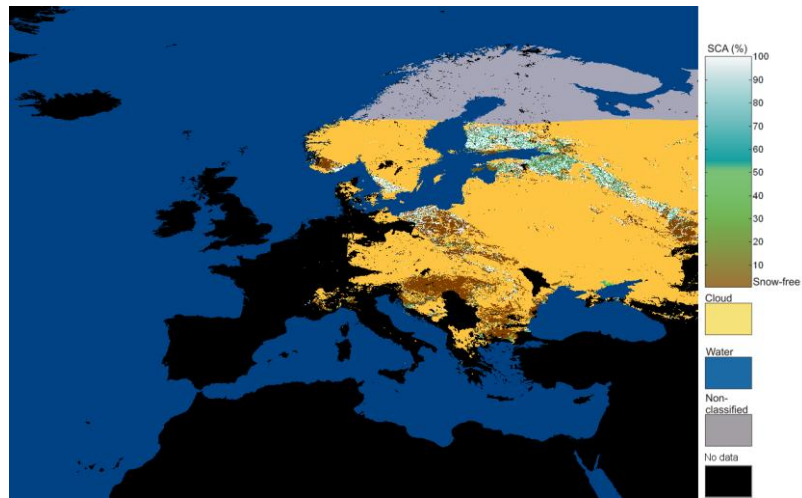 SCA (%)
100
90
80
70
60
50
40
30
20
10
Snow-free
Cloud
Water
Non-
classified
No data